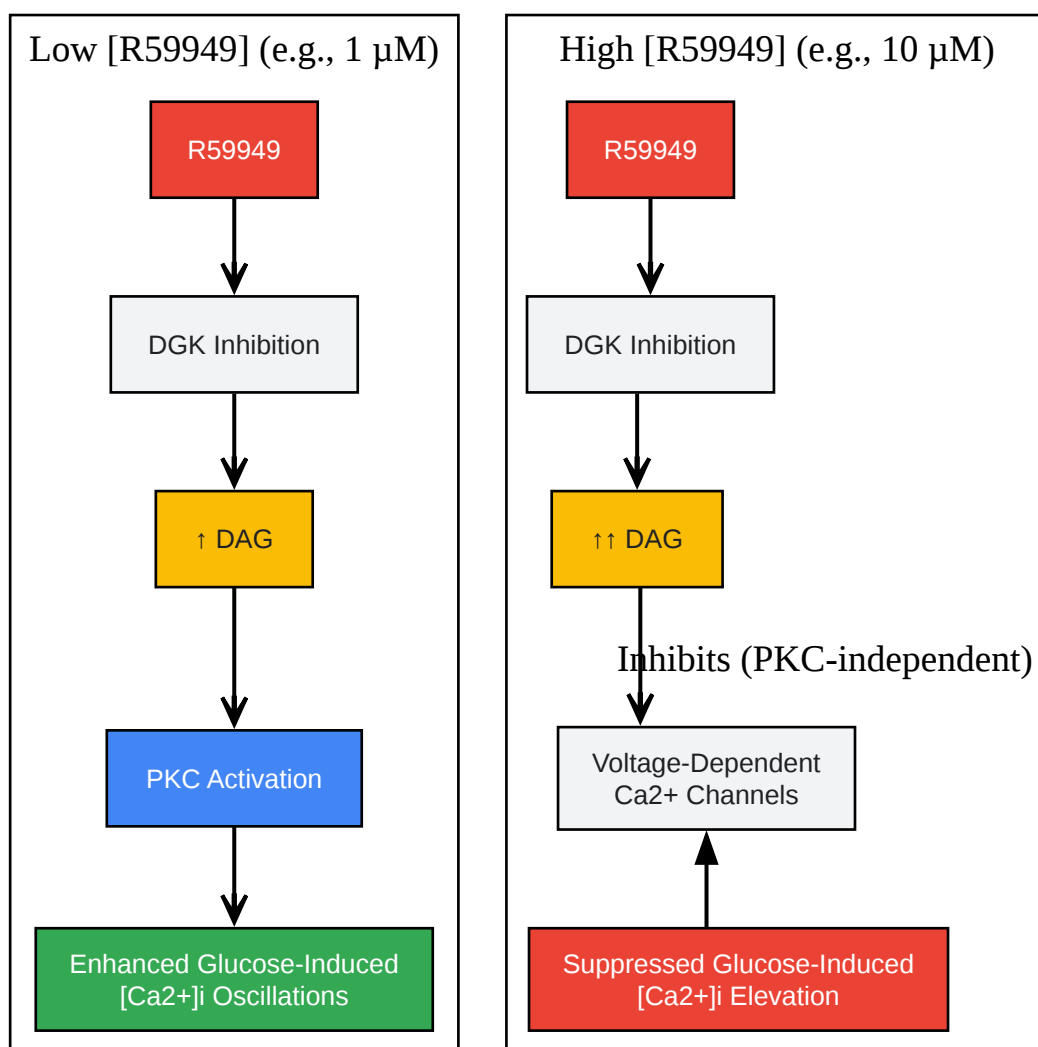 Low [R59949] (e.g., 1 µM)
R59949
DGK Inhibition
↑ DAG
PKC Activation
Enhanced Glucose-Induced
[Ca2+]i Oscillations
High [R59949] (e.g., 10 µM)
R59949
DGK Inhibition
↑↑ DAG
Inhibits (PKC-independent)
Voltage-Dependent
Ca2+ Channels
Suppressed Glucose-Induced
[Ca2+]i Elevation